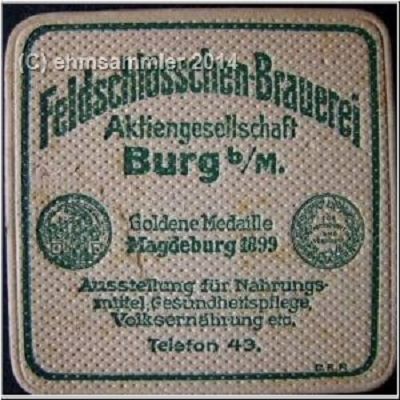 (C) ehmsammler 2014
Feldschlösschen-Brauerei
Aktiengesellschaft
Burg b/M.
Goldene Medaille
Magdeburg 1899
Ausstellung für Nahrungs-
mittel, Gesundheitspflege,
Volksernährung etc.
Telefon 43.